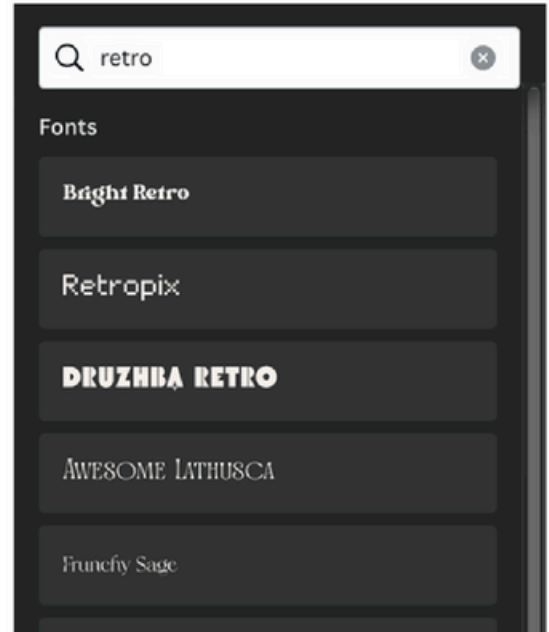 retro
Fonts
Bright Retro
Retropix
DRUZHBA RETRO
AWESOME LATHUSCA
Frunchy Sage